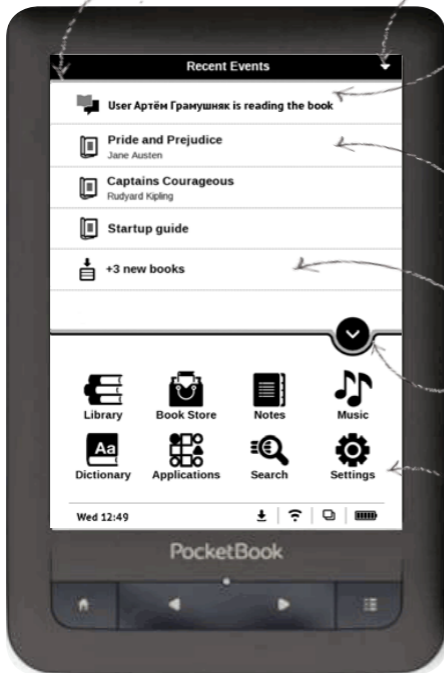 Recent Events
User Артём Грамушняк is reading the book
Pride and Prejudice
Jane Austen
Captains Courageous
Rudyard Kipling
Startup guide
+3 new books
Library Book Store Notes Music
Aa
Dictionary Applications Search Settings
Wed 12:49
PocketBook